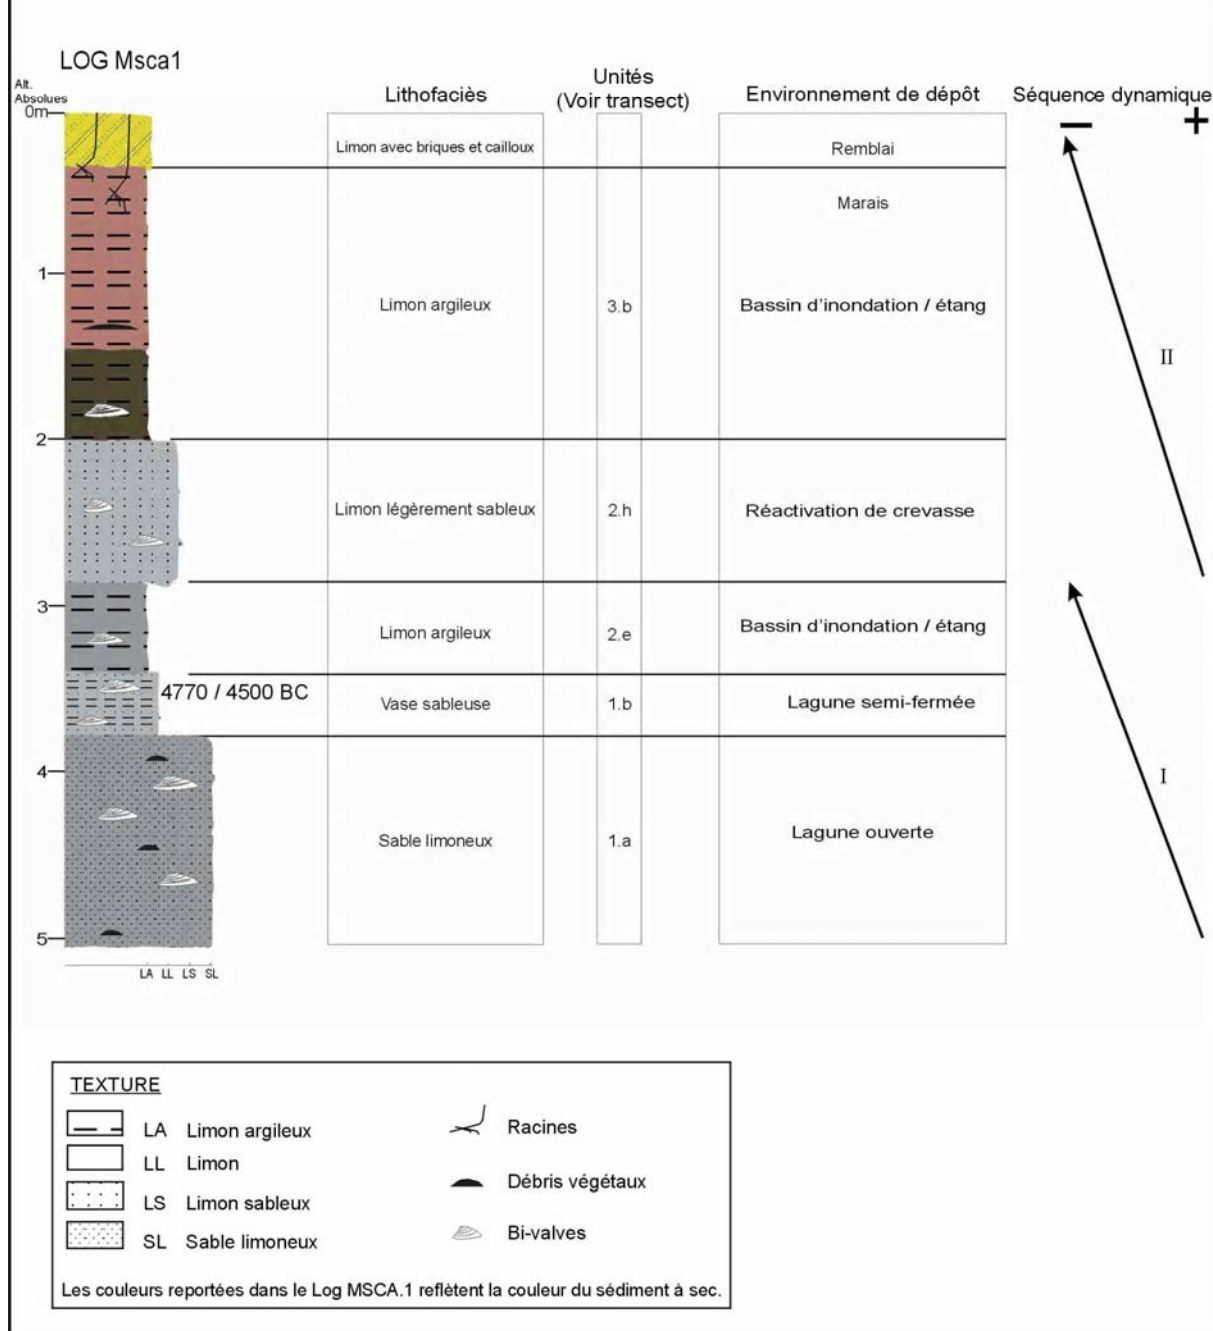 LOG Msca1
Alt.
Absolues
Lithofaciès
Unités
(Voir transect)
Environnement de dépôt
Séquence dynamique
− +
0m
Limon avec briques et cailloux
Remblai
Marais
1
Limon argileux
3.b
Bassin d'inondation / étang
II
2
Limon légèrement sableux
2.h
Réactivation de crevasse
3
Limon argileux
2.e
Bassin d'inondation / étang
4770 / 4500 BC
Vase sableuse
1.b
Lagune semi-fermée
4
I
Sable limoneux
1.a
Lagune ouverte
5
LA LL LS SL
TEXTURE
LA Limon argileux
LL Limon
LS Limon sableux
SL Sable limoneux
Racines
Débris végétaux
Bi-valves
Les couleurs reportées dans le Log MSCA.1 reflètent la couleur du sédiment à sec.